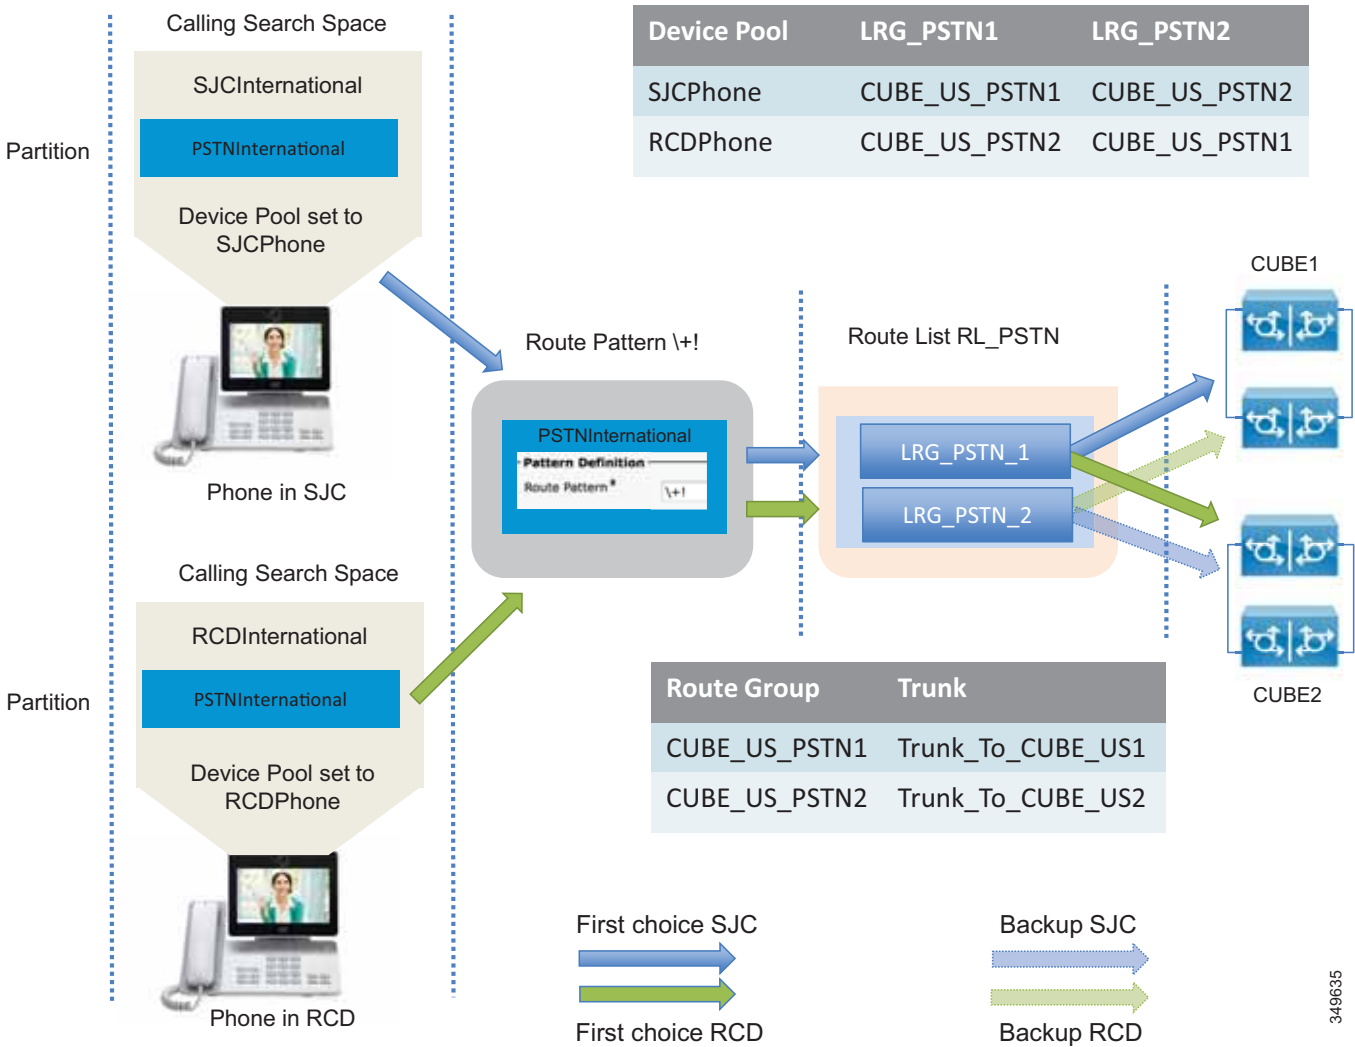 Calling Search Space
SJCInternational
Partition
PSTNInternational
Device Pool set to
SJCPhone
Phone in SJC
Calling Search Space
RCDInternational
Partition
PSTNInternational
Device Pool set to
RCDPhone
Phone in RCD
Device Pool LRG_PSTN1 LRG_PSTN2
SJCPhone CUBE_US_PSTN1 CUBE_US_PSTN2
RCDPhone CUBE_US_PSTN2 CUBE_US_PSTN1
Route Pattern \+!
PSTNInternational
Pattern Definition
Route Pattern* \+!
Route List RL_PSTN
LRG_PSTN_1
LRG_PSTN_2
CUBE1
CUBE2
Route Group Trunk
CUBE_US_PSTN1 Trunk_To_CUBE_US1
CUBE_US_PSTN2 Trunk_To_CUBE_US2
First choice SJC
First choice RCD
Backup SJC
Backup RCD
349635